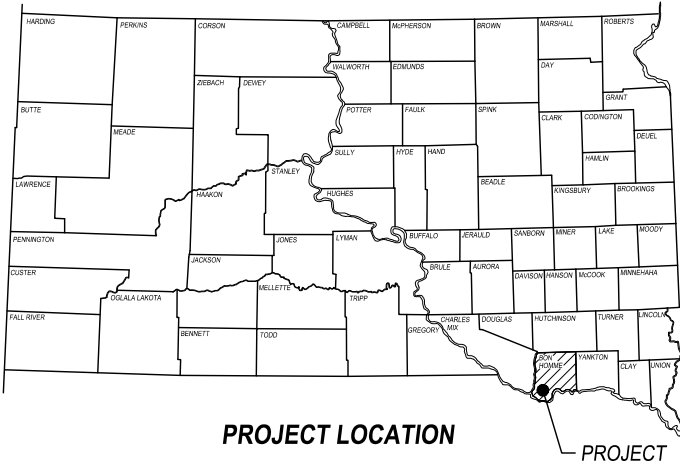 HARDING
PERKINS
CORSON
CAMPBELL
McPHERSON
BROWN
MARSHALL
ROBERTS
WALWORTH
EDMUNDS
DAY
ZIEBACH
DEWEY
GRANT
BUTTE
POTTER
FAULK
SPINK
CLARK
CODINGTON
MEADE
DEUEL
SULLY
HYDE
HAND
HAMLIN
STANLEY
LAWRENCE
BEADLE
KINGSBURY
BROOKINGS
HAAKON
HUGHES
PENNINGTON
JONES
LYMAN
BUFFALO
JERAULD
SANBORN
MINER
LAKE
MOODY
JACKSON
BRULE
AURORA
CUSTER
DAVISON
HANSON
McCOOK
MINNEHAHA
OGLALA LAKOTA
MELLETTE
TRIPP
FALL RIVER
GREGORY
CHARLES
MIX
DOUGLAS
HUTCHINSON
TURNER
LINCOLN
BENNETT
TODD
BON
HOMME
YANKTON
CLAY
UNION
PROJECT LOCATION
PROJECT